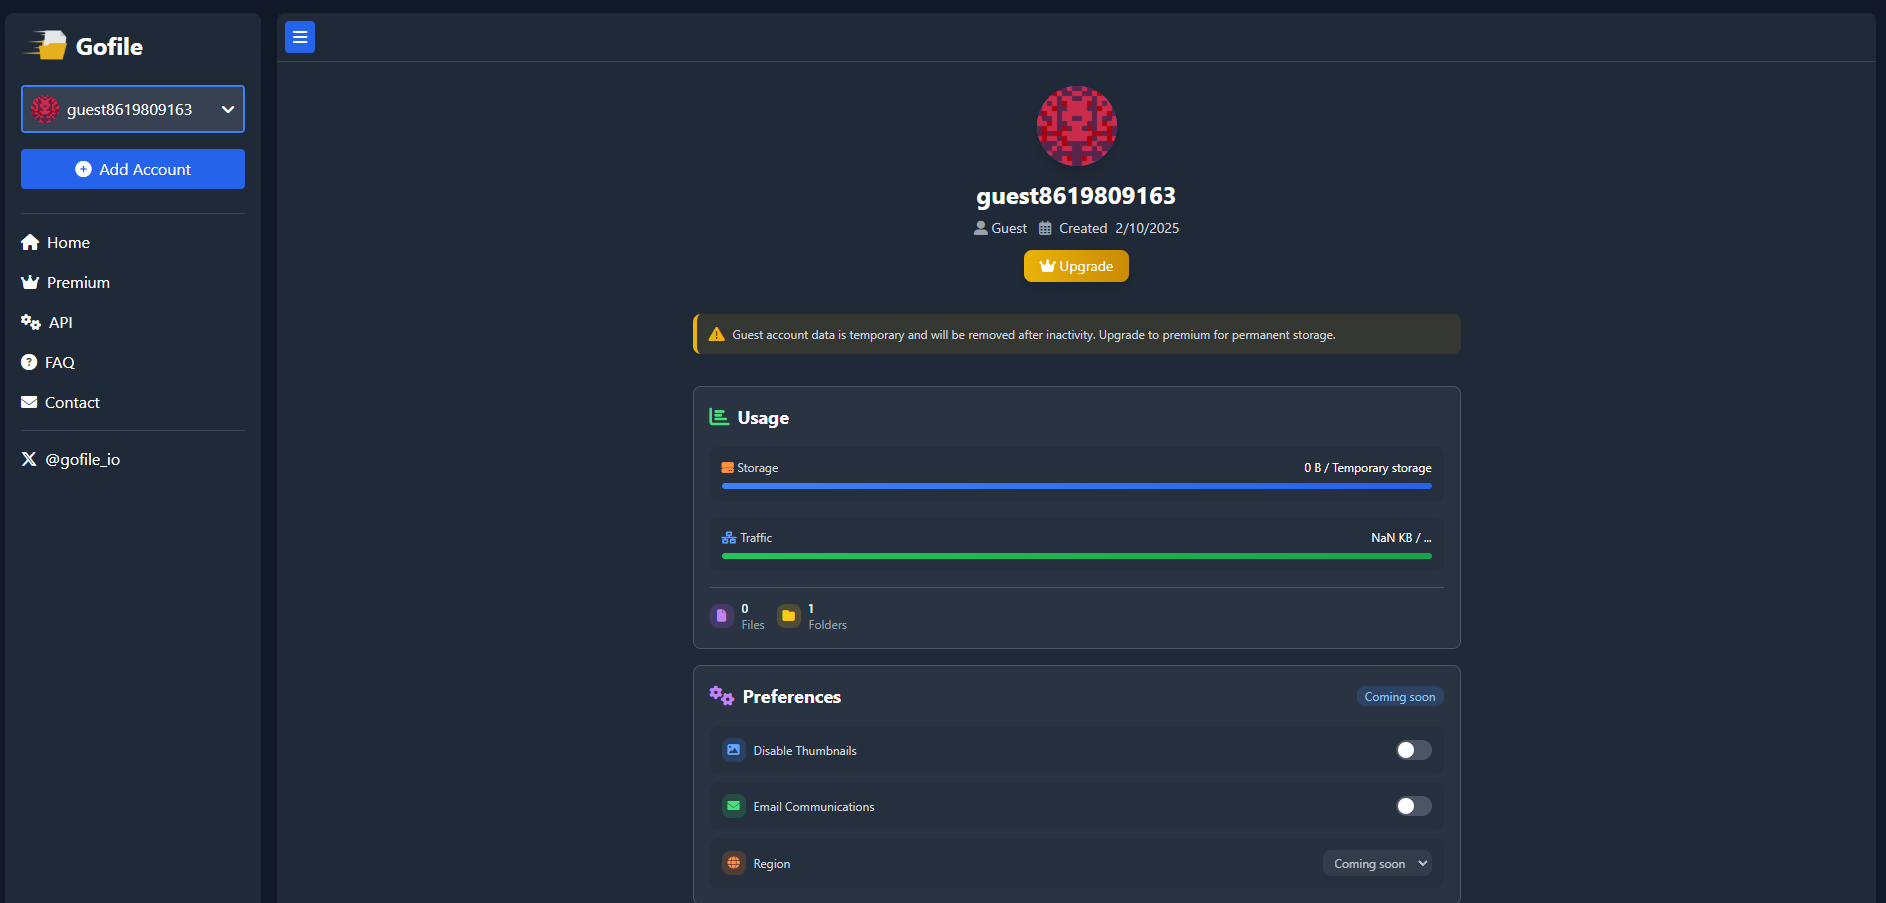 Gofile
guest8619809163
Add Account
Home
Premium
API
FAQ
Contact
@gofile_io
guest8619809163
Guest Created 2/10/2025
Upgrade
Guest account data is temporary and will be removed after inactivity. Upgrade to premium for permanent storage.
Usage
Storage 0 B / Temporary storage
Traffic NaN KB / ...
0 Files 1 Folders
Preferences Coming soon
Disable Thumbnails
Email Communications
Region Coming soon